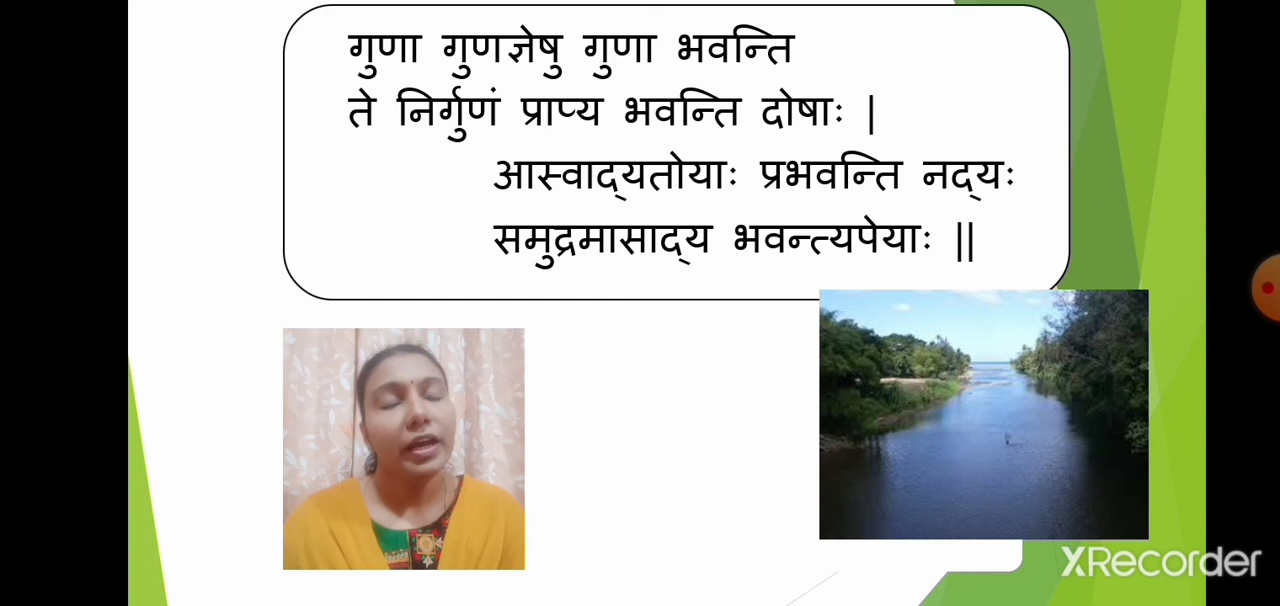 गुणा गुणज्ञेषु गुणा भवन्ति
ते निर्गुणं प्राप्य भवन्ति दोषाः |
आस्वाद्यतोयाः प्रभवन्ति नद्यः
समुद्रमासाद्य भवन्त्यपेयाः ||
XRecorder